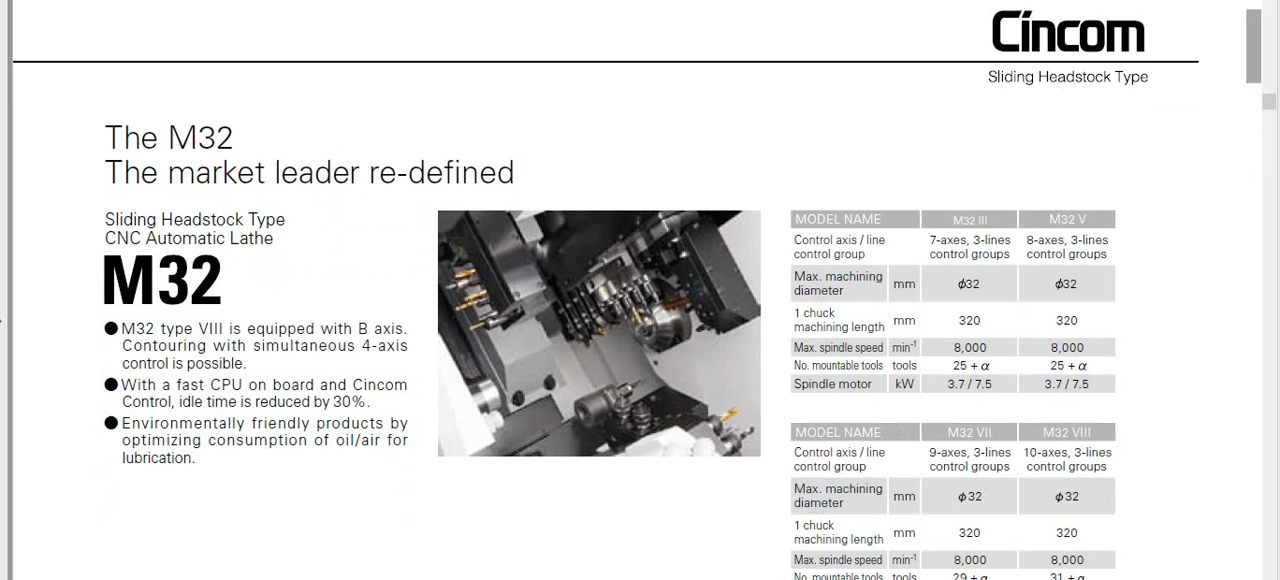 Cincom
Sliding Headstock Type
The M32
The market leader re-defined
Sliding Headstock Type
CNC Automatic Lathe
M32
●M32 type VIII is equipped with B axis.
Contouring with simultaneous 4-axis
control is possible.
●With a fast CPU on board and Cincom
Control, idle time is reduced by 30%.
●Environmentally friendly products by
optimizing consumption of oil/air for
lubrication.
MODEL NAME M32 III M32 V
Control axis / line 7-axes, 3-lines 8-axes, 3-lines
control group control groups control groups
Max. machining
diameter mm ϕ32 ϕ32
1 chuck
machining length mm 320 320
Max. spindle speed min⁻¹ 8,000 8,000
No. mountable tools tools 25 + α 25 + α
Spindle motor kW 3.7 / 7.5 3.7 / 7.5
MODEL NAME M32 VII M32 VIII
Control axis / line 9-axes, 3-lines 10-axes, 3-lines
control group control groups control groups
Max. machining
diameter mm ϕ32 ϕ32
1 chuck
machining length mm 320 320
Max. spindle speed min⁻¹ 8,000 8,000
No. mountable tools tools 29 + α 31 + α